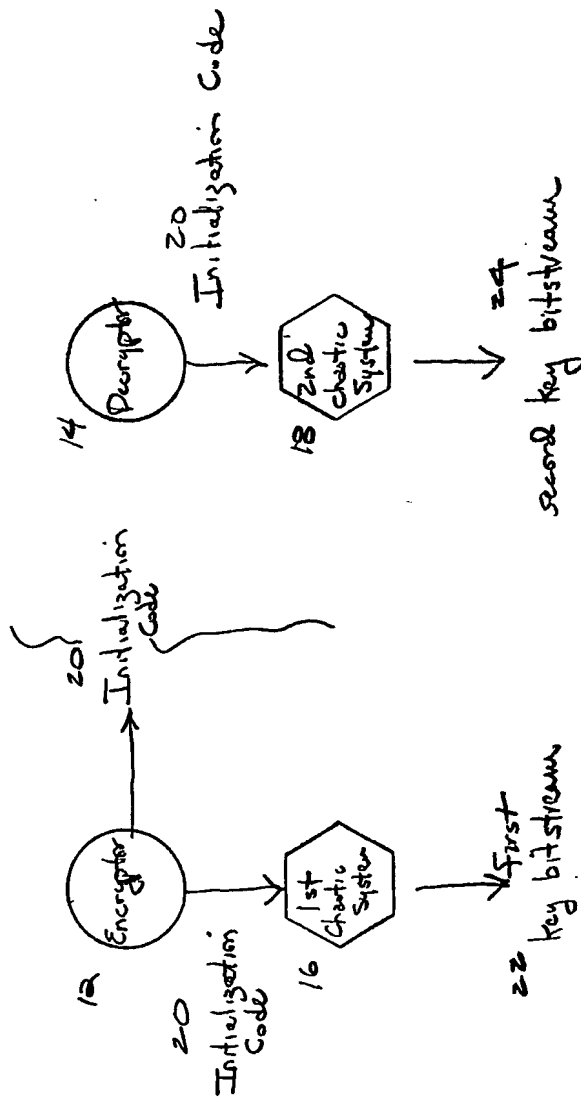 12
Encryptor
20
Initialization
Code
16
1st
Chaotic
System
22 First
key bitstream
20
Initialization
Code
14
Decryptor
20
Initialization Code
18
2nd
Chaotic
System
24
second key bitstream